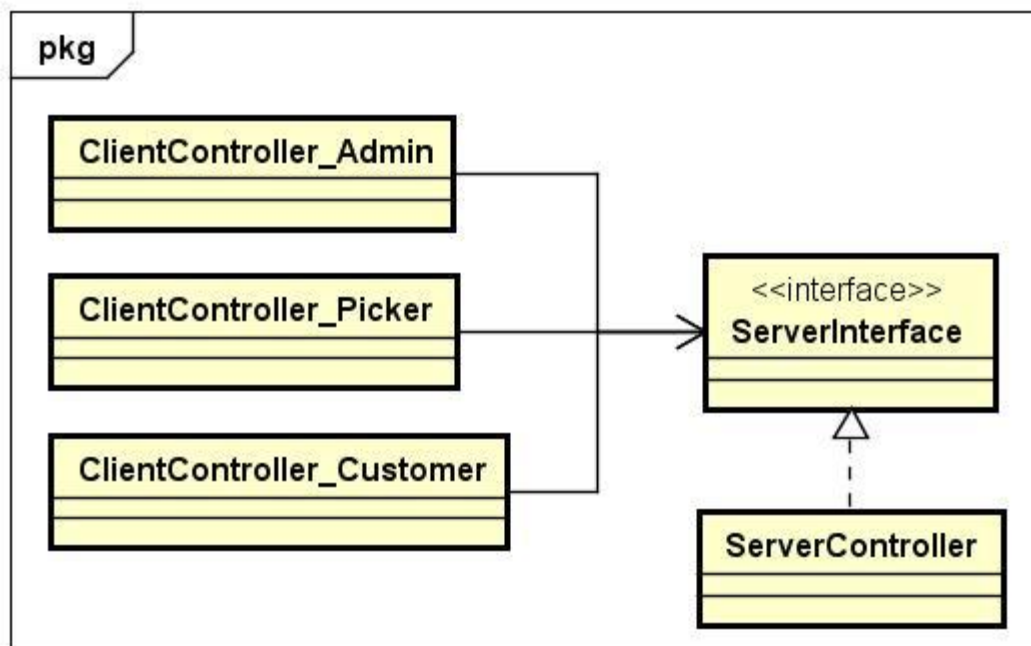 pkg
ClientController_Admin
ClientController_Picker
<<interface>>
ServerInterface
ClientController_Customer
ServerController